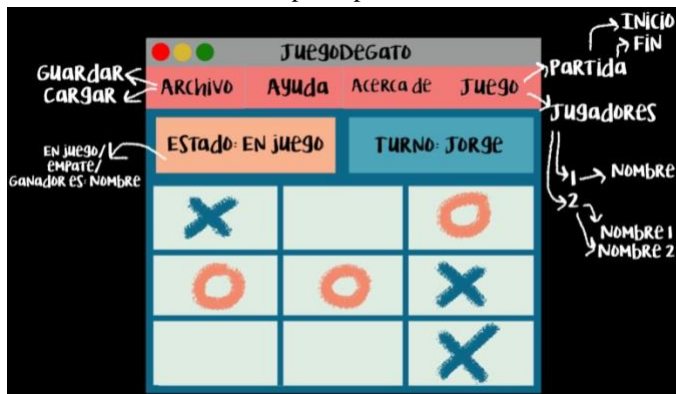 JUEGODEGATO
ARCHIVO
AYUDA
ACERCA DE
JUEGO
GUARDAR
CARGAR
PARTIDA
INICIO
FIN
JUGADORES
1
NOMBRE
2
NOMBRE 1
NOMBRE 2
ESTADO: EN JUEGO
TURNO: JORGE
EN JUEGO/
EMPATE/
GANADOR ES: NOMBRE
X
O
O
O
X
X